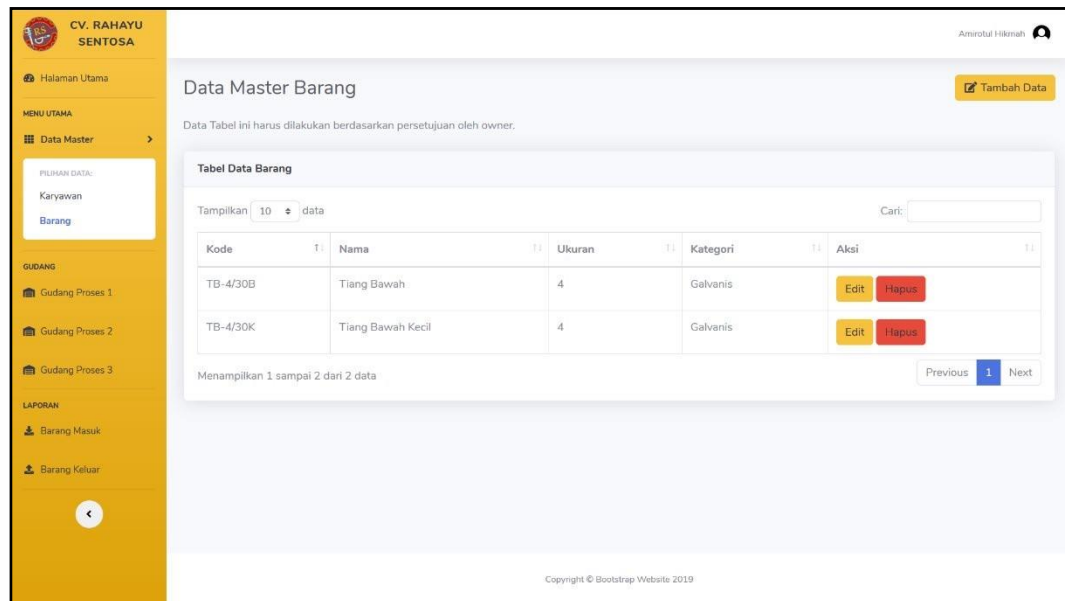 RS
CV. RAHAYU
SENTOSA
Amirotul Hikmah
Halaman Utama
MENU UTAMA
Data Master
PILIHAN DATA:
Karyawan
Barang
GUDANG
Gudang Proses 1
Gudang Proses 2
Gudang Proses 3
LAPORAN
Barang Masuk
Barang Keluar
Data Master Barang
Tambah Data
Data Tabel ini harus dilakukan berdasarkan persetujuan oleh owner.
Tabel Data Barang
Tampilkan 10 data
Cari:
Kode Nama Ukuran Kategori Aksi
TB-4/30B Tiang Bawah 4 Galvanis Edit Hapus
TB-4/30K Tiang Bawah Kecil 4 Galvanis Edit Hapus
Menampilkan 1 sampai 2 dari 2 data
Previous 1 Next
Copyright © Bootstrap Website 2019